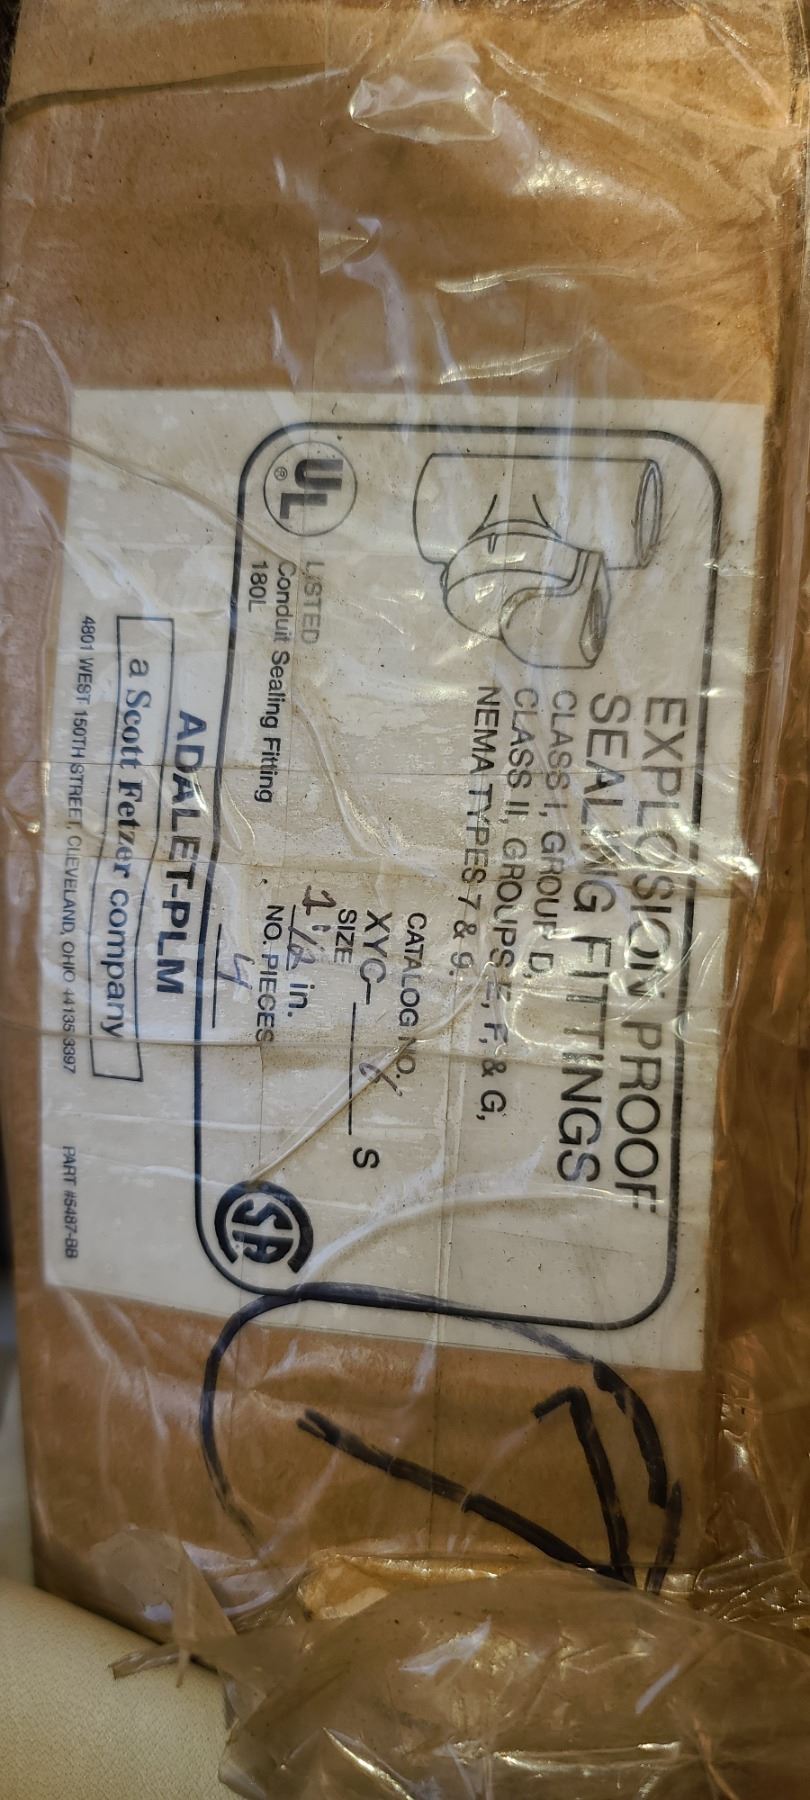 EXPLOSION PROOF
SEALING FITTINGS
CLASS I, GROUP D,
CLASS II, GROUPS E, F, & G,
NEMA TYPES 7 & 9.
CATALOG NO.
XYC- 6 S
SIZE
1 1/2 in.
NO. PIECES
4
UL ®
LISTED
Conduit Sealing Fitting
180L
SA
ADALET-PLM
a Scott Fetzer company
4801 WEST 150TH STREET, CLEVELAND, OHIO 44135-3397
PART #5487-BB